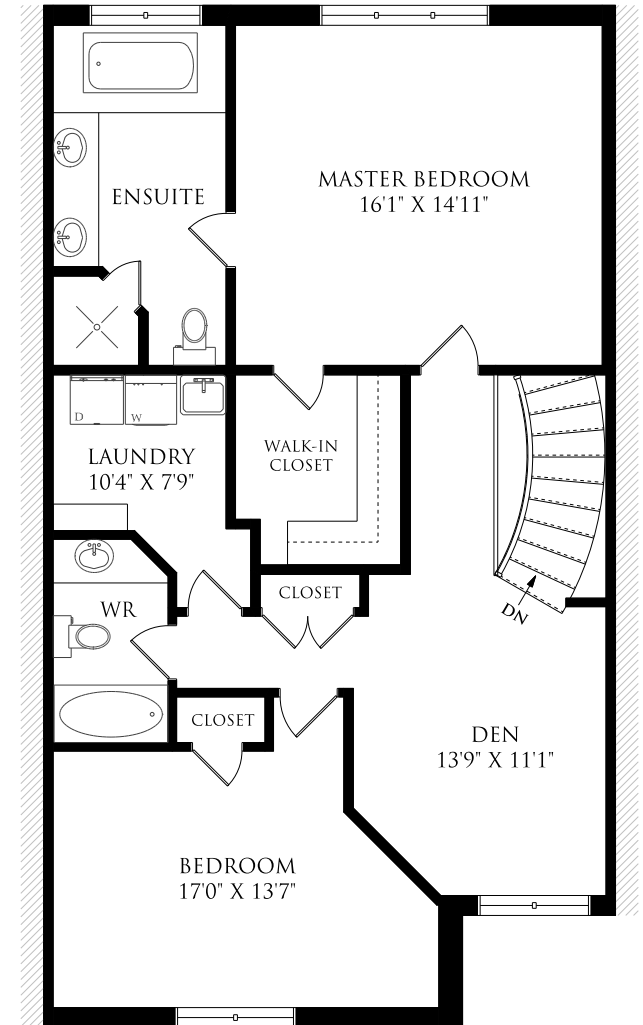 MASTER BEDROOM
16'1" X 14'11"
ENSUITE
D
W
LAUNDRY
10'4" X 7'9"
WALK-IN
CLOSET
CLOSET
WR
DN
CLOSET
DEN
13'9" X 11'1"
BEDROOM
17'0" X 13'7"